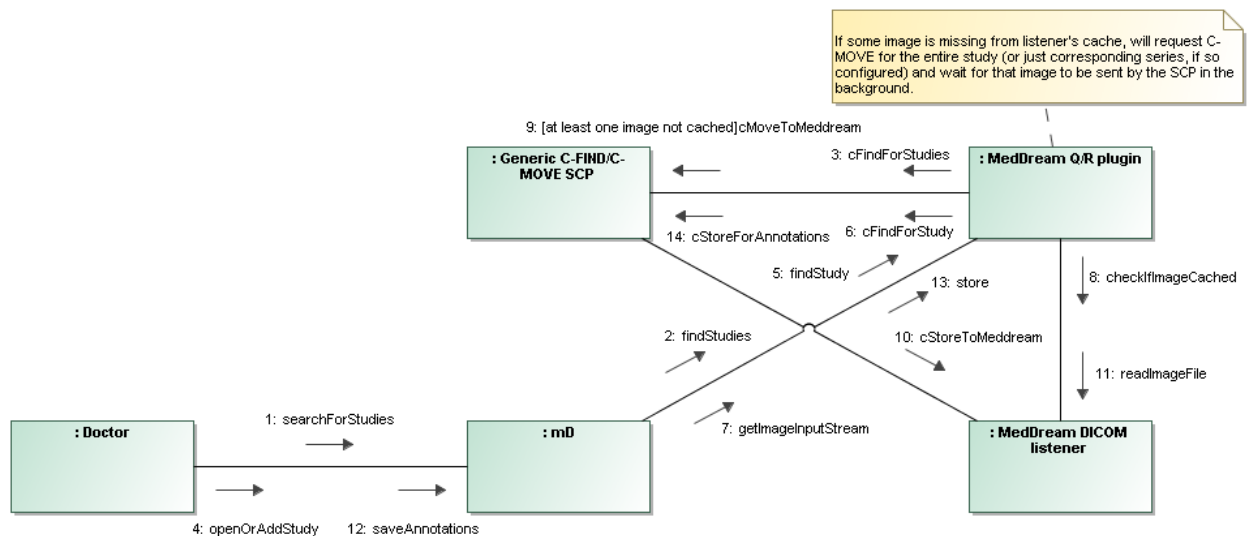 If some image is missing from listener's cache, will request C-
MOVE for the entire study (or just corresponding series, if so
configured) and wait for that image to be sent by the SCP in the
background.
9: [at least one image not cached]cMoveToMeddream
: Generic C-FIND/C-
MOVE SCP
3: cFindForStudies
: MedDream Q/R plugin
14: cStoreForAnnotations
6: cFindForStudy
5: findStudy
8: checkIfImageCached
13: store
2: findStudies
10: cStoreToMeddream
11: readImageFile
: Doctor
1: searchForStudies
: mD
7: getImageInputStream
: MedDream DICOM
listener
4: openOrAddStudy
12: saveAnnotations